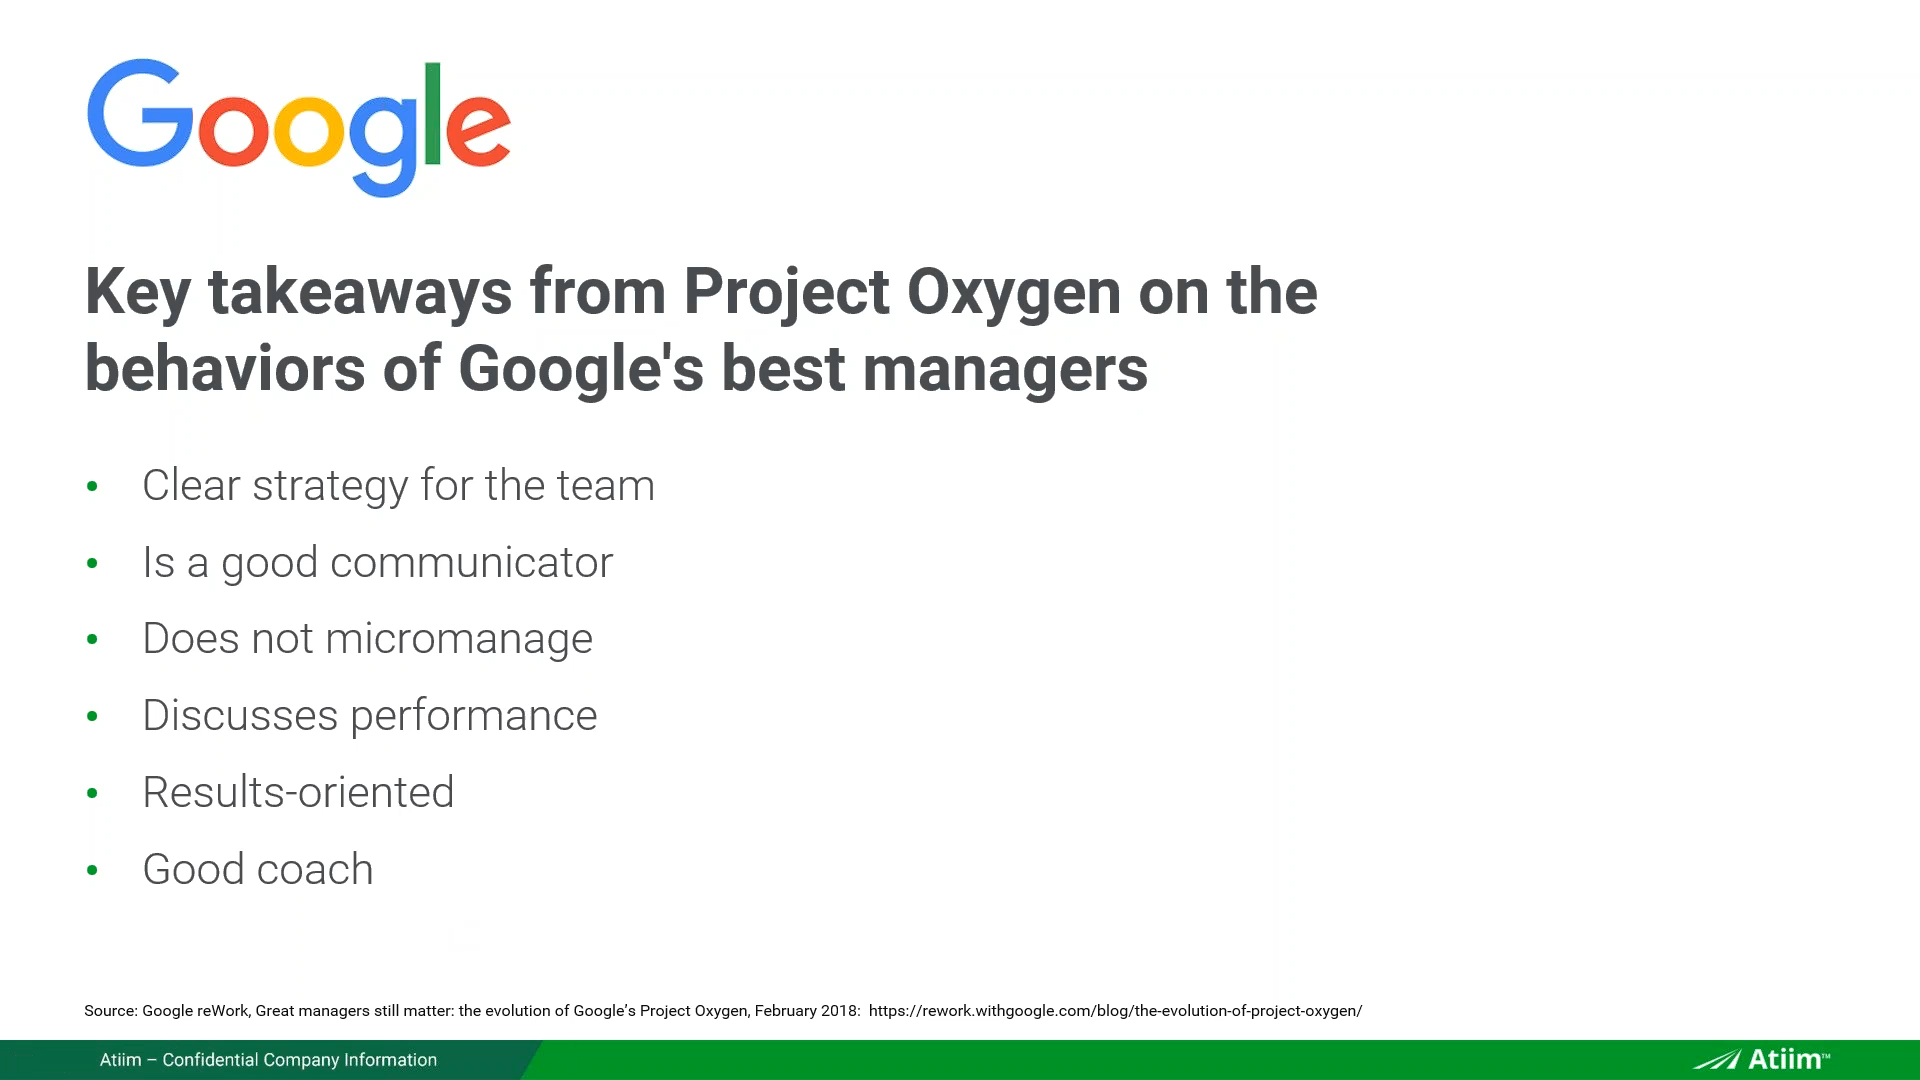 Google
Key takeaways from Project Oxygen on the
behaviors of Google's best managers
• Clear strategy for the team
• Is a good communicator
• Does not micromanage
• Discusses performance
• Results-oriented
• Good coach
Source: Google reWork, Great managers still matter: the evolution of Google’s Project Oxygen, February 2018: https://rework.withgoogle.com/blog/the-evolution-of-project-oxygen/
Atiim – Confidential Company Information
Atiim™